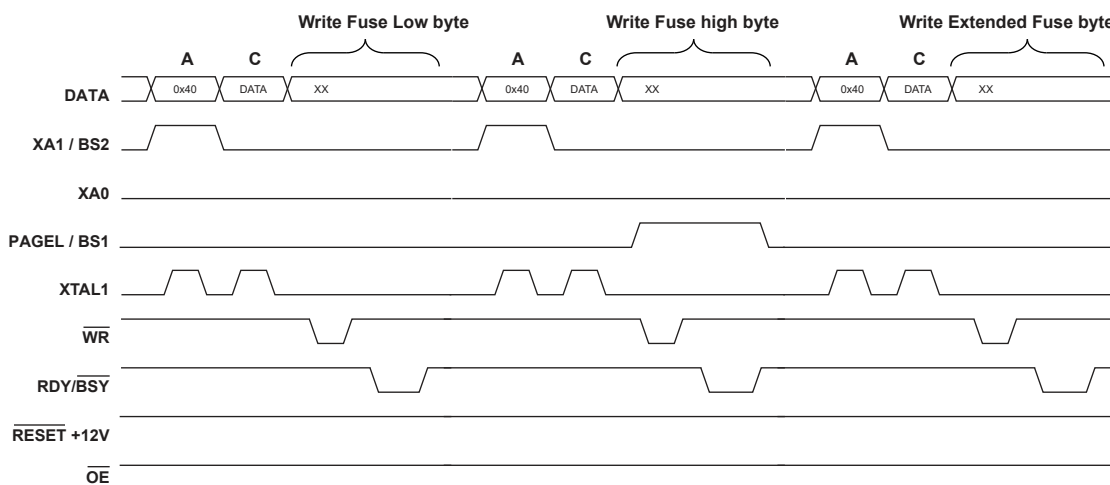 Write Fuse Low byte Write Fuse high byte Write Extended Fuse byte
A C A C A C
DATA 0x40 DATA XX 0x40 DATA XX 0x40 DATA XX
XA1 / BS2
XA0
PAGEL / BS1
XTAL1
WR
RDY/BSY
RESET +12V
OE